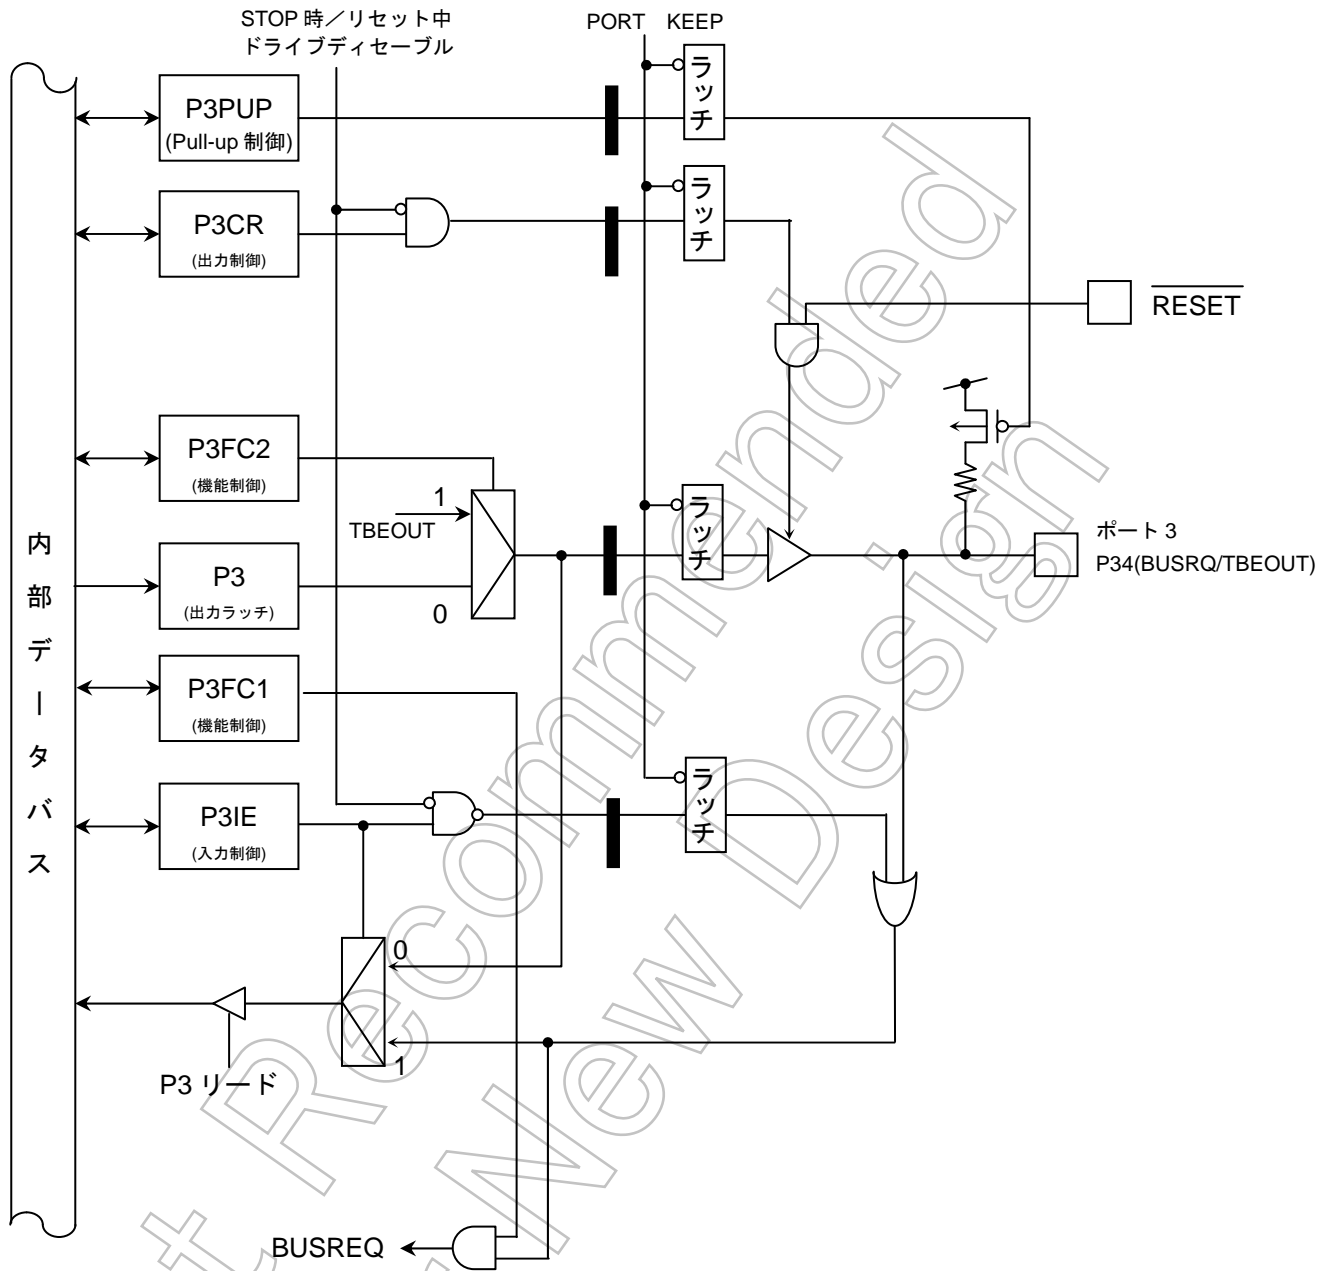 STOP 時／リセット中
ドライブディセーブル
PORT KEEP
P3PUP
(Pull-up 制御)
ラッチ
P3CR
(出力制御)
ラッチ
RESET
P3FC2
(機能制御)
1
TBEOUT
ラッチ
P3
(出力ラッチ)
0
ポート 3
P34(BUSRQ/TBEOUT)
内部データバス
P3FC1
(機能制御)
P3IE
(入力制御)
ラッチ
0
1
P3 リード
BUSREQ
t Recommended
New Design